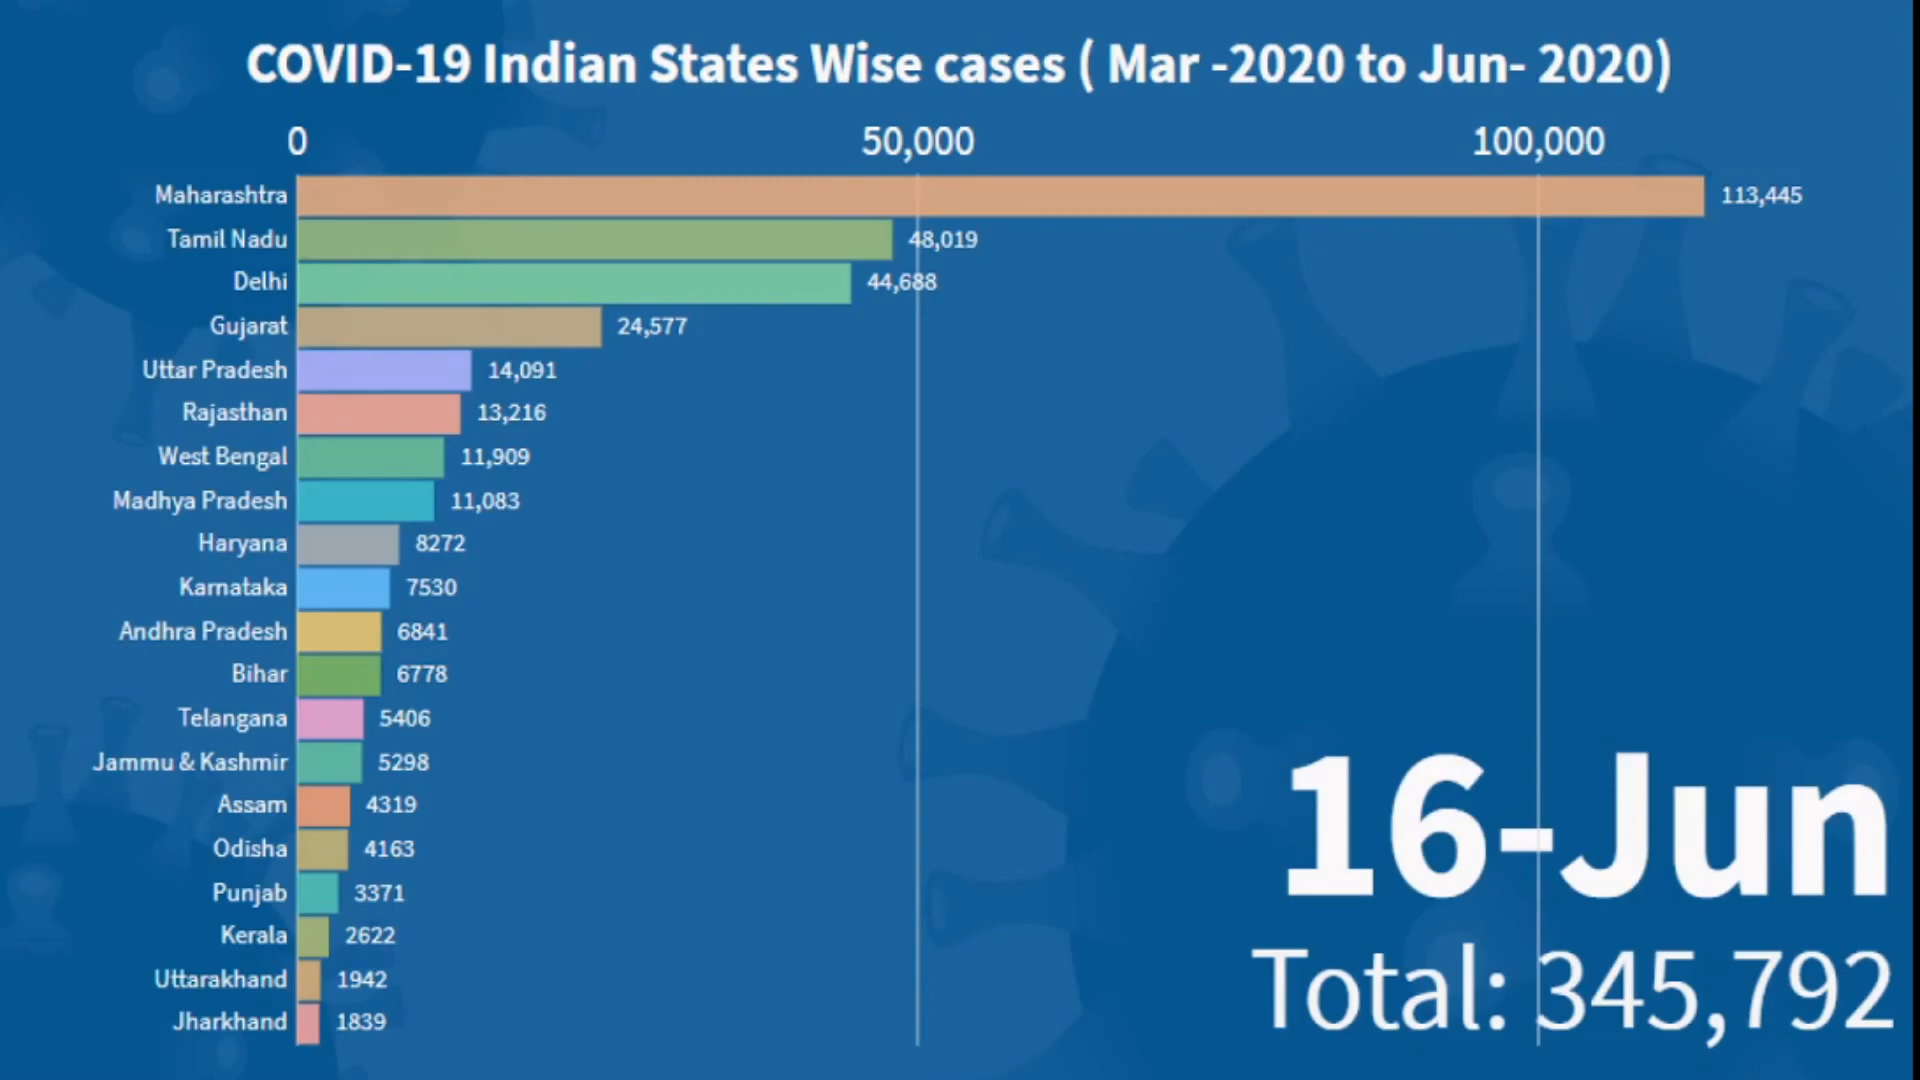 COVID-19 Indian States Wise cases ( Mar -2020 to Jun- 2020)
0 50,000 100,000
Maharashtra 113,445
Tamil Nadu 48,019
Delhi 44,688
Gujarat 24,577
Uttar Pradesh 14,091
Rajasthan 13,216
West Bengal 11,909
Madhya Pradesh 11,083
Haryana 8272
Karnataka 7530
Andhra Pradesh 6841
Bihar 6778
Telangana 5406
Jammu & Kashmir 5298
Assam 4319
Odisha 4163
Punjab 3371
Kerala 2622
Uttarakhand 1942
Jharkhand 1839
16-Jun
Total: 345,792